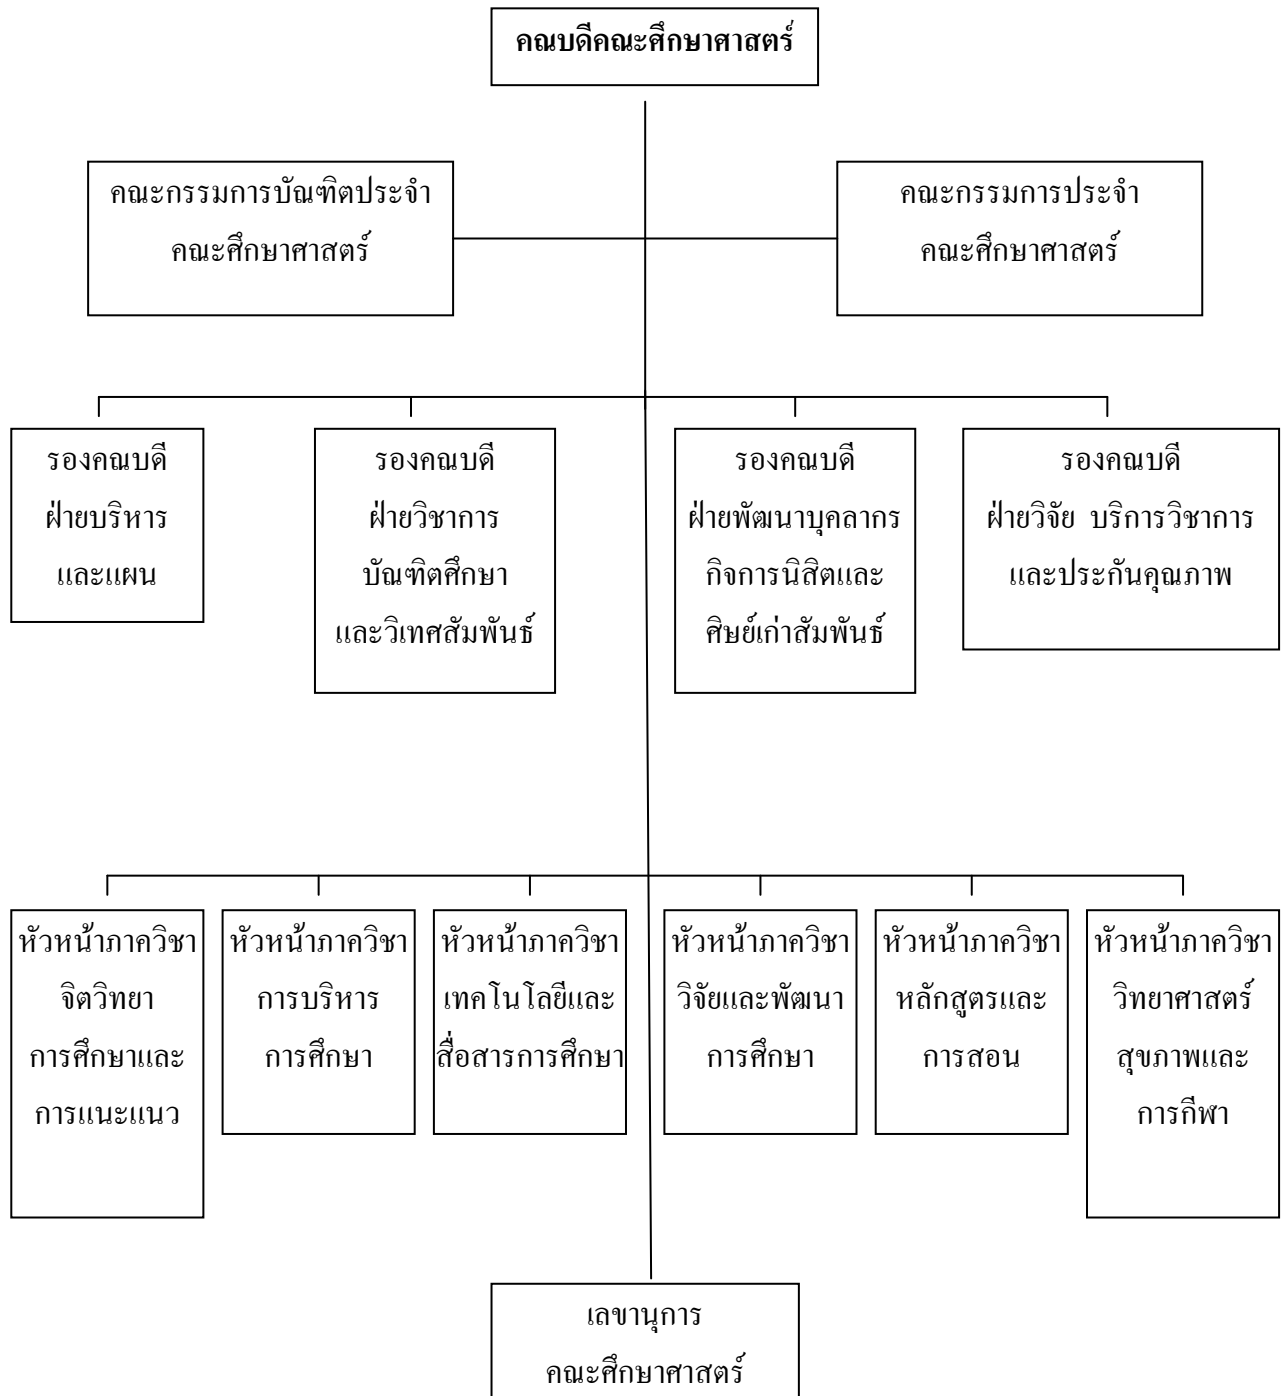 คณบดีคณะศึกษาศาสตร์
คณะกรรมการบัณฑิตประจำ
คณะศึกษาศาสตร์
คณะกรรมการประจำ
คณะศึกษาศาสตร์
รองคณบดี
ฝ่ายบริหาร
และแผน
รองคณบดี
ฝ่ายวิชาการ
บัณฑิตศึกษา
และวิเทศสัมพันธ์
รองคณบดี
ฝ่ายพัฒนาบุคลากร
กิจการนิสิตและ
ศิษย์เก่าสัมพันธ์
รองคณบดี
ฝ่ายวิจัย บริการวิชาการ
และประกันคุณภาพ
หัวหน้าภาควิชา
จิตวิทยา
การศึกษาและ
การแนะแนว
หัวหน้าภาควิชา
การบริหาร
การศึกษา
หัวหน้าภาควิชา
เทคโนโลยีและ
สื่อสารการศึกษา
หัวหน้าภาควิชา
วิจัยและพัฒนา
การศึกษา
หัวหน้าภาควิชา
หลักสูตรและ
การสอน
หัวหน้าภาควิชา
วิทยาศาสตร์
สุขภาพและ
การกีฬา
เลขานุการ
คณะศึกษาศาสตร์